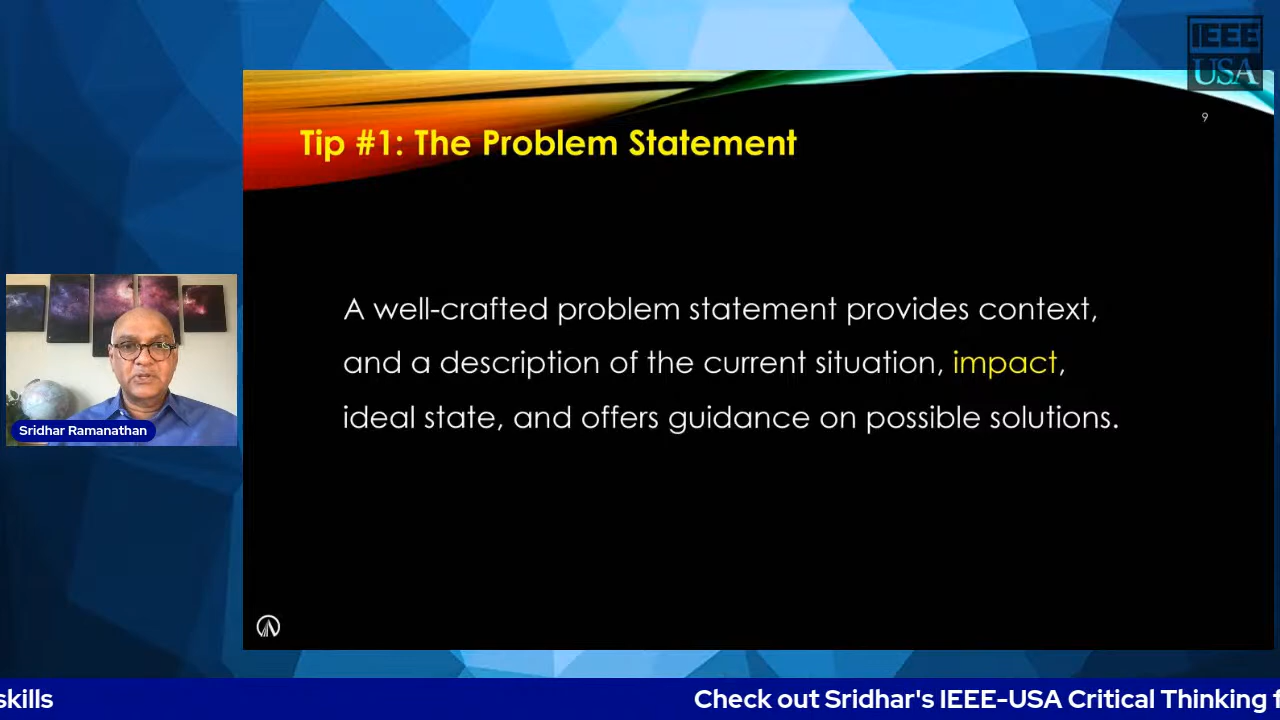 IEEE
USA
9
Tip #1: The Problem Statement
A well-crafted problem statement provides context,
and a description of the current situation, impact,
ideal state, and offers guidance on possible solutions.
Sridhar Ramanathan
skills
Check out Sridhar's IEEE-USA Critical Thinking f